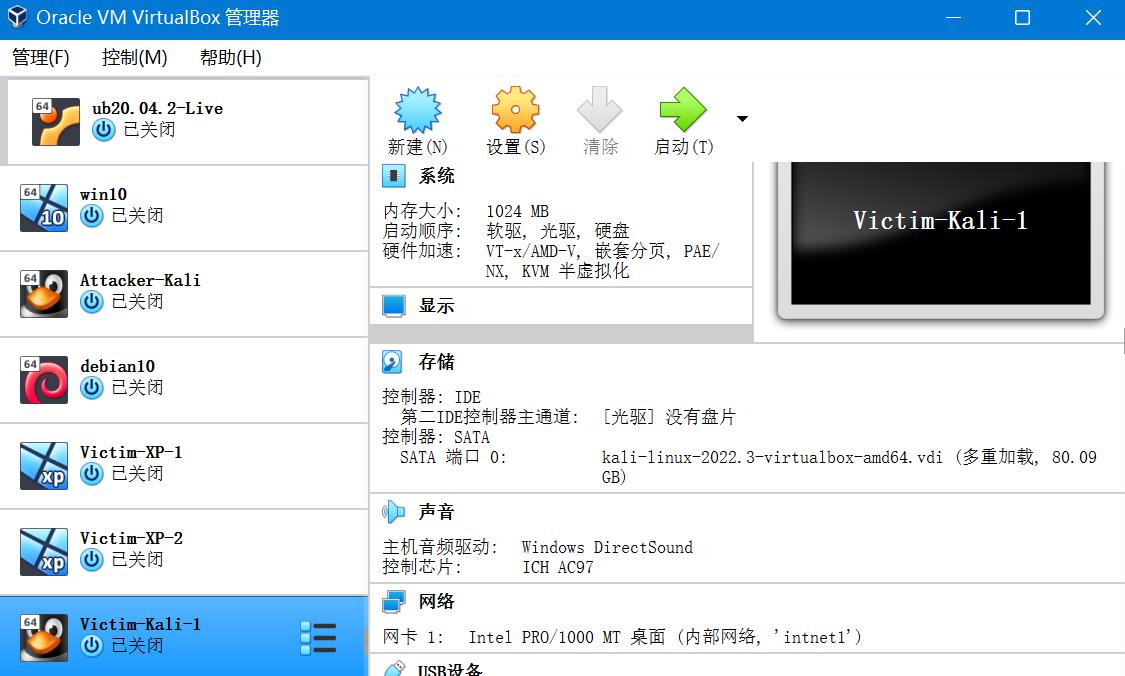 Oracle VM VirtualBox 管理器
管理(F) 控制(M) 帮助(H)
64
ub20.04.2-Live
已关闭
64
10
win10
已关闭
64
Attacker-Kali
已关闭
64
debian10
已关闭
xp
Victim-XP-1
已关闭
xp
Victim-XP-2
已关闭
64
Victim-Kali-1
已关闭
新建(N) 设置(S) 清除 启动(T)
系统
内存大小: 1024 MB
启动顺序: 软驱, 光驱, 硬盘
硬件加速: VT-x/AMD-V, 嵌套分页, PAE/
NX, KVM 半虚拟化
Victim-Kali-1
显示
存储
控制器: IDE
第二IDE控制器主通道: [光驱] 没有盘片
控制器: SATA
SATA 端口 0: kali-linux-2022.3-virtualbox-amd64.vdi (多重加载, 80.09
GB)
声音
主机音频驱动: Windows DirectSound
控制芯片: ICH AC97
网络
网卡 1: Intel PRO/1000 MT 桌面 (内部网络, 'intnet1')
USB设备